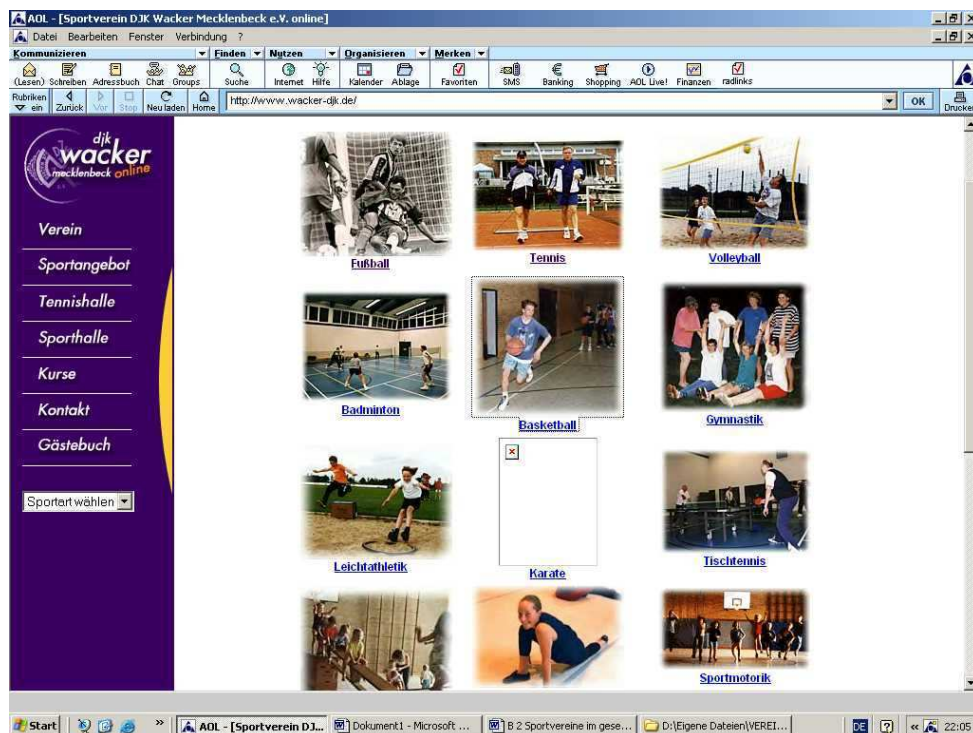 AOL - [Sportverein DJK Wacker Mecklenbeck e.V. online]
Datei Bearbeiten Fenster Verbindung ?
Kommunizieren Finden Nutzen Organisieren Merken
(Lesen) Schreiben Adressbuch Chat Groups Suche Internet Hilfe Kalender Ablage Favoriten SMS Banking Shopping AOL Live! Finanzen radlinks
Rubriken ein Zurück Vor Stop Neu laden Home http://www.wacker-djk.de/ OK Drucken
djk
wacker
mecklenbeck online
Verein
Sportangebot
Tennishalle
Sporthalle
Kurse
Kontakt
Gästebuch
Sportart wählen
Fußball Tennis Volleyball
Badminton Basketball Gymnastik
Leichtathletik Karate Tischtennis
Sportmotorik
Start » AOL - [Sportverein DJ... Dokument1 - Microsoft ... B 2 Sportvereine im gese... D:\Eigene Dateien\VEREI... DE ? « 22:05